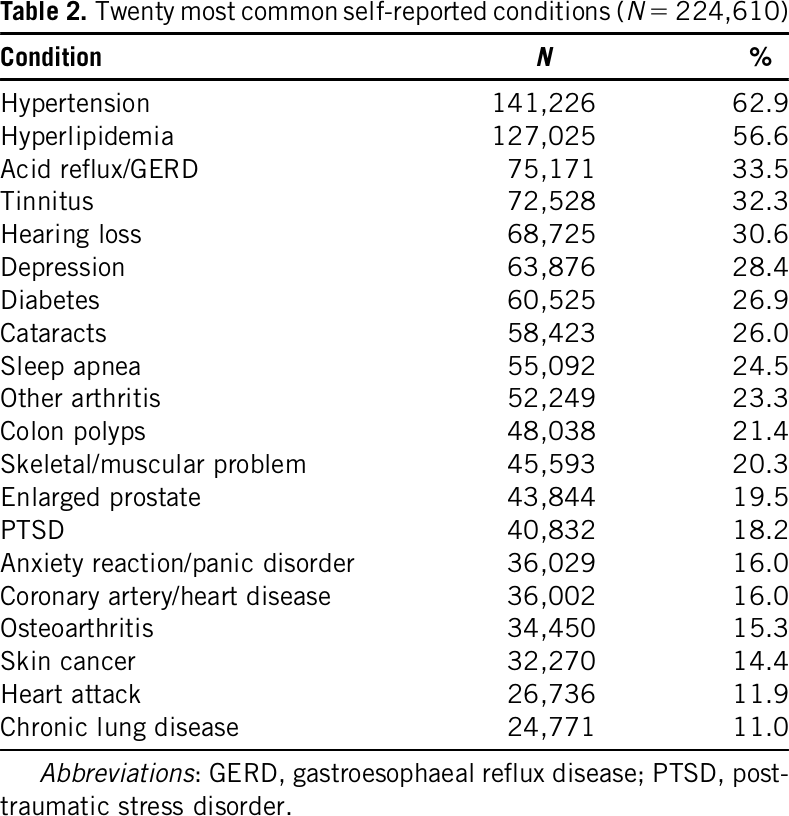 Table 2. Twenty most common self-reported conditions (N = 224,610)
Condition N %
Hypertension 141,226 62.9
Hyperlipidemia 127,025 56.6
Acid reflux/GERD 75,171 33.5
Tinnitus 72,528 32.3
Hearing loss 68,725 30.6
Depression 63,876 28.4
Diabetes 60,525 26.9
Cataracts 58,423 26.0
Sleep apnea 55,092 24.5
Other arthritis 52,249 23.3
Colon polyps 48,038 21.4
Skeletal/muscular problem 45,593 20.3
Enlarged prostate 43,844 19.5
PTSD 40,832 18.2
Anxiety reaction/panic disorder 36,029 16.0
Coronary artery/heart disease 36,002 16.0
Osteoarthritis 34,450 15.3
Skin cancer 32,270 14.4
Heart attack 26,736 11.9
Chronic lung disease 24,771 11.0
Abbreviations: GERD, gastroesophaeal reflux disease; PTSD, post-
traumatic stress disorder.